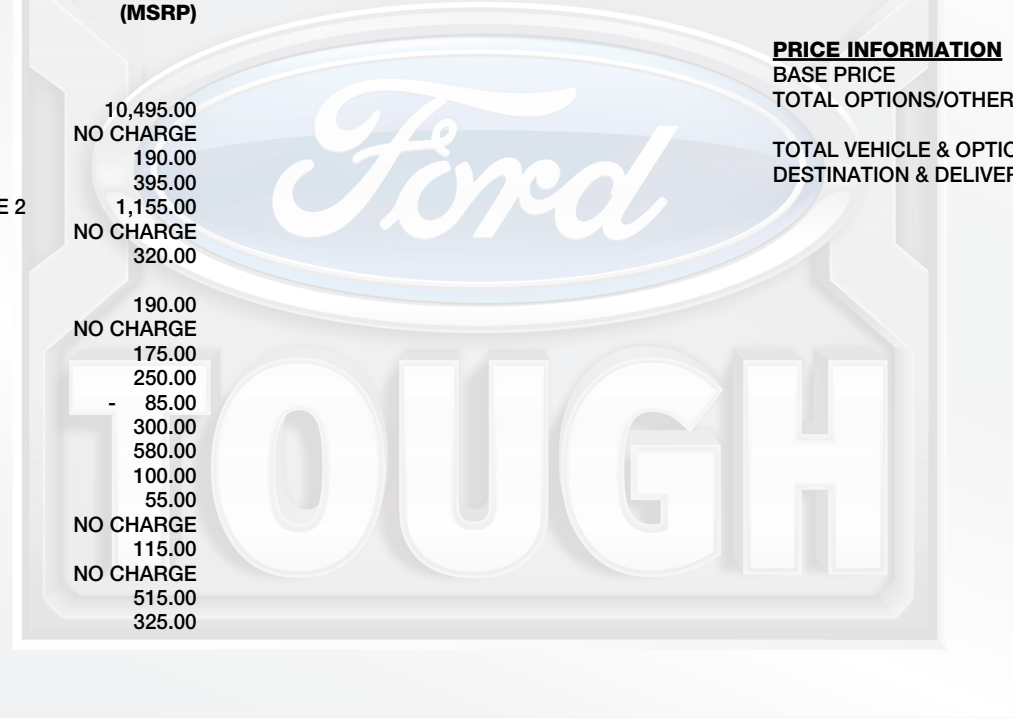 (MSRP)
10,495.00
NO CHARGE
190.00
395.00
E 2 1,155.00
NO CHARGE
320.00
190.00
NO CHARGE
175.00
250.00
- 85.00
300.00
580.00
100.00
55.00
NO CHARGE
115.00
NO CHARGE
515.00
325.00
PRICE INFORMATION
BASE PRICE
TOTAL OPTIONS/OTHER
TOTAL VEHICLE & OPTIO
DESTINATION & DELIVER
Ford
TOUGH